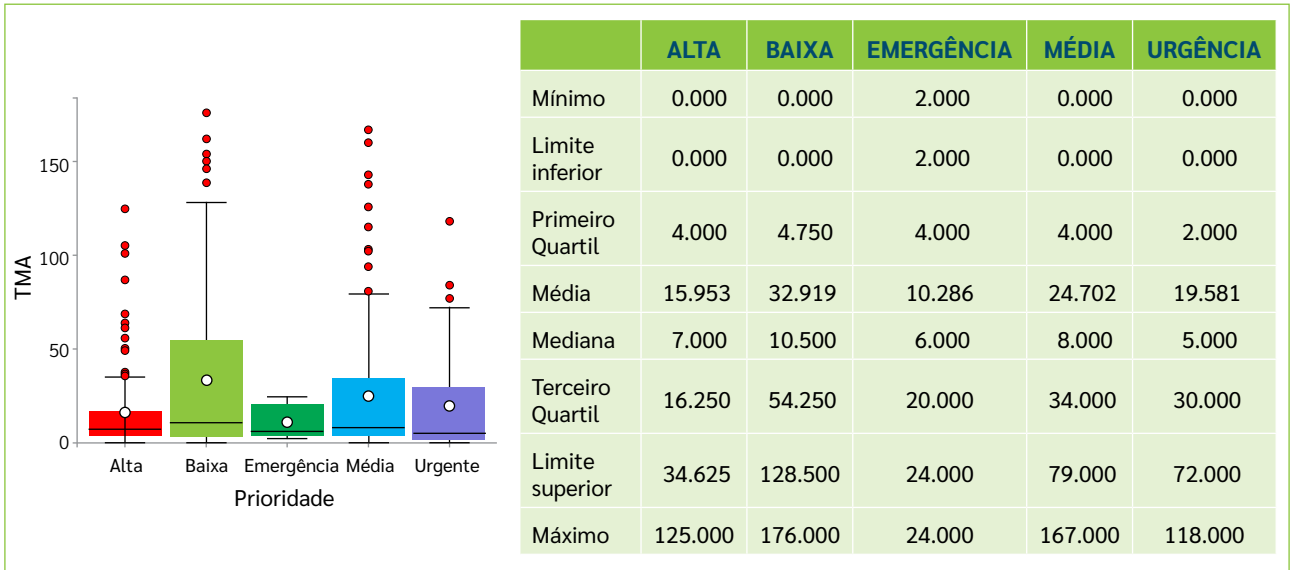 TMA
150
100
50
0
Alta Baixa Emergência Média Urgente
Prioridade
ALTA BAIXA EMERGÊNCIA MÉDIA URGÊNCIA
Mínimo 0.000 0.000 2.000 0.000 0.000
Limite
inferior 0.000 0.000 2.000 0.000 0.000
Primeiro
Quartil 4.000 4.750 4.000 4.000 2.000
Média 15.953 32.919 10.286 24.702 19.581
Mediana 7.000 10.500 6.000 8.000 5.000
Terceiro
Quartil 16.250 54.250 20.000 34.000 30.000
Limite
superior 34.625 128.500 24.000 79.000 72.000
Máximo 125.000 176.000 24.000 167.000 118.000